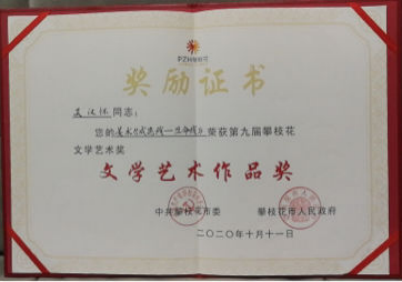 奖励证书
同志:
您的 荣获第九届攀枝花
文学艺术奖
文学艺术作品奖
中共攀枝花市委 攀枝花市人民政府
二〇二〇年十月十一日